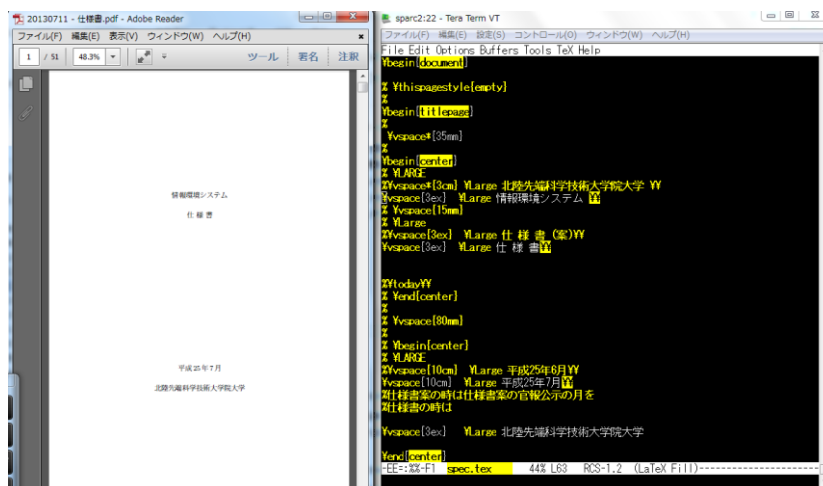 20130711 - 仕様書.pdf - Adobe Reader
ファイル(F) 編集(E) 表示(V) ウィンドウ(W) ヘルプ(H)
1 / 51 48.3% ツール 署名 注釈
情報環境システム
仕 様 書
平成25年7月
北陸先端科学技術大学院大学
sparc2:22 - Tera Term VT
ファイル(F) 編集(E) 設定(S) コントロール(O) ウィンドウ(W) ヘルプ(H)
File Edit Options Buffers Tools TeX Help
¥begin{document}
% ¥thispagestyle{empty}
%
¥begin{titlepage}
%
¥vspace*[35mm]
%
¥begin{center}
% ¥LARGE
%¥vspace*[3cm] ¥Large 北陸先端科学技術大学院大学 ¥¥
¥vspace[3ex] ¥Large 情報環境システム ¥¥
% ¥vspace[15mm]
% ¥Large
%¥vspace[3ex] ¥Large 仕 様 書 (案)¥¥
¥vspace[3ex] ¥Large 仕 様 書¥¥
%¥today¥¥
% ¥end{center}
%
% ¥vspace[80mm]
%
% ¥begin{center}
% ¥LARGE
%¥vspace[10cm] ¥Large 平成25年6月¥¥
¥vspace[10cm] ¥Large 平成25年7月¥¥
%仕様書案の時は仕様書案の官報公示の月を
%仕様書の時は
¥vspace[3ex] ¥Large 北陸先端科学技術大学院大学
¥end{center}
-EE=:%%-F1 spec.tex 44% L63 RCS-1.2 (LaTeX Fill)-----------------------